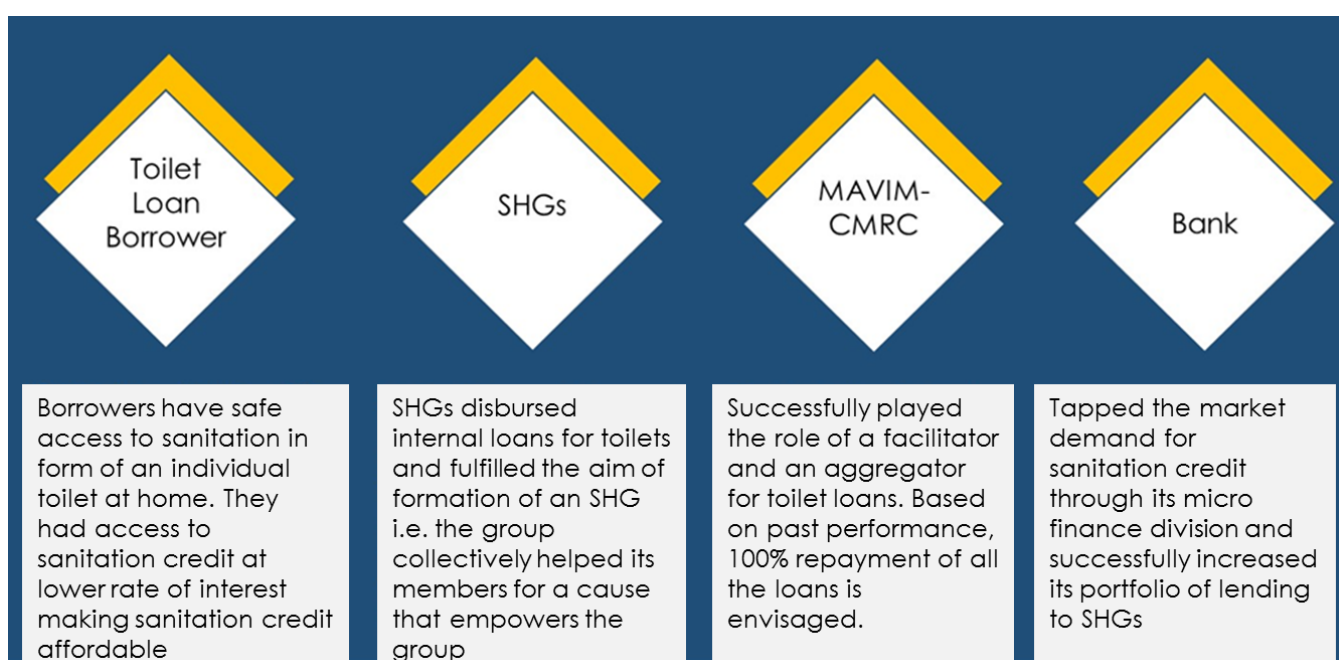 Toilet
Loan
Borrower
SHGs
MAVIM-
CMRC
Bank
Borrowers have safe
access to sanitation in
form of an individual
toilet at home. They
had access to
sanitation credit at
lower rate of interest
making sanitation credit
affordable
SHGs disbursed
internal loans for toilets
and fulfilled the aim of
formation of an SHG
i.e. the group
collectively helped its
members for a cause
that empowers the
group
Successfully played
the role of a facilitator
and an aggregator
for toilet loans. Based
on past performance,
100% repayment of all
the loans is
envisaged.
Tapped the market
demand for
sanitation credit
through its micro
finance division and
successfully increased
its portfolio of lending
to SHGs